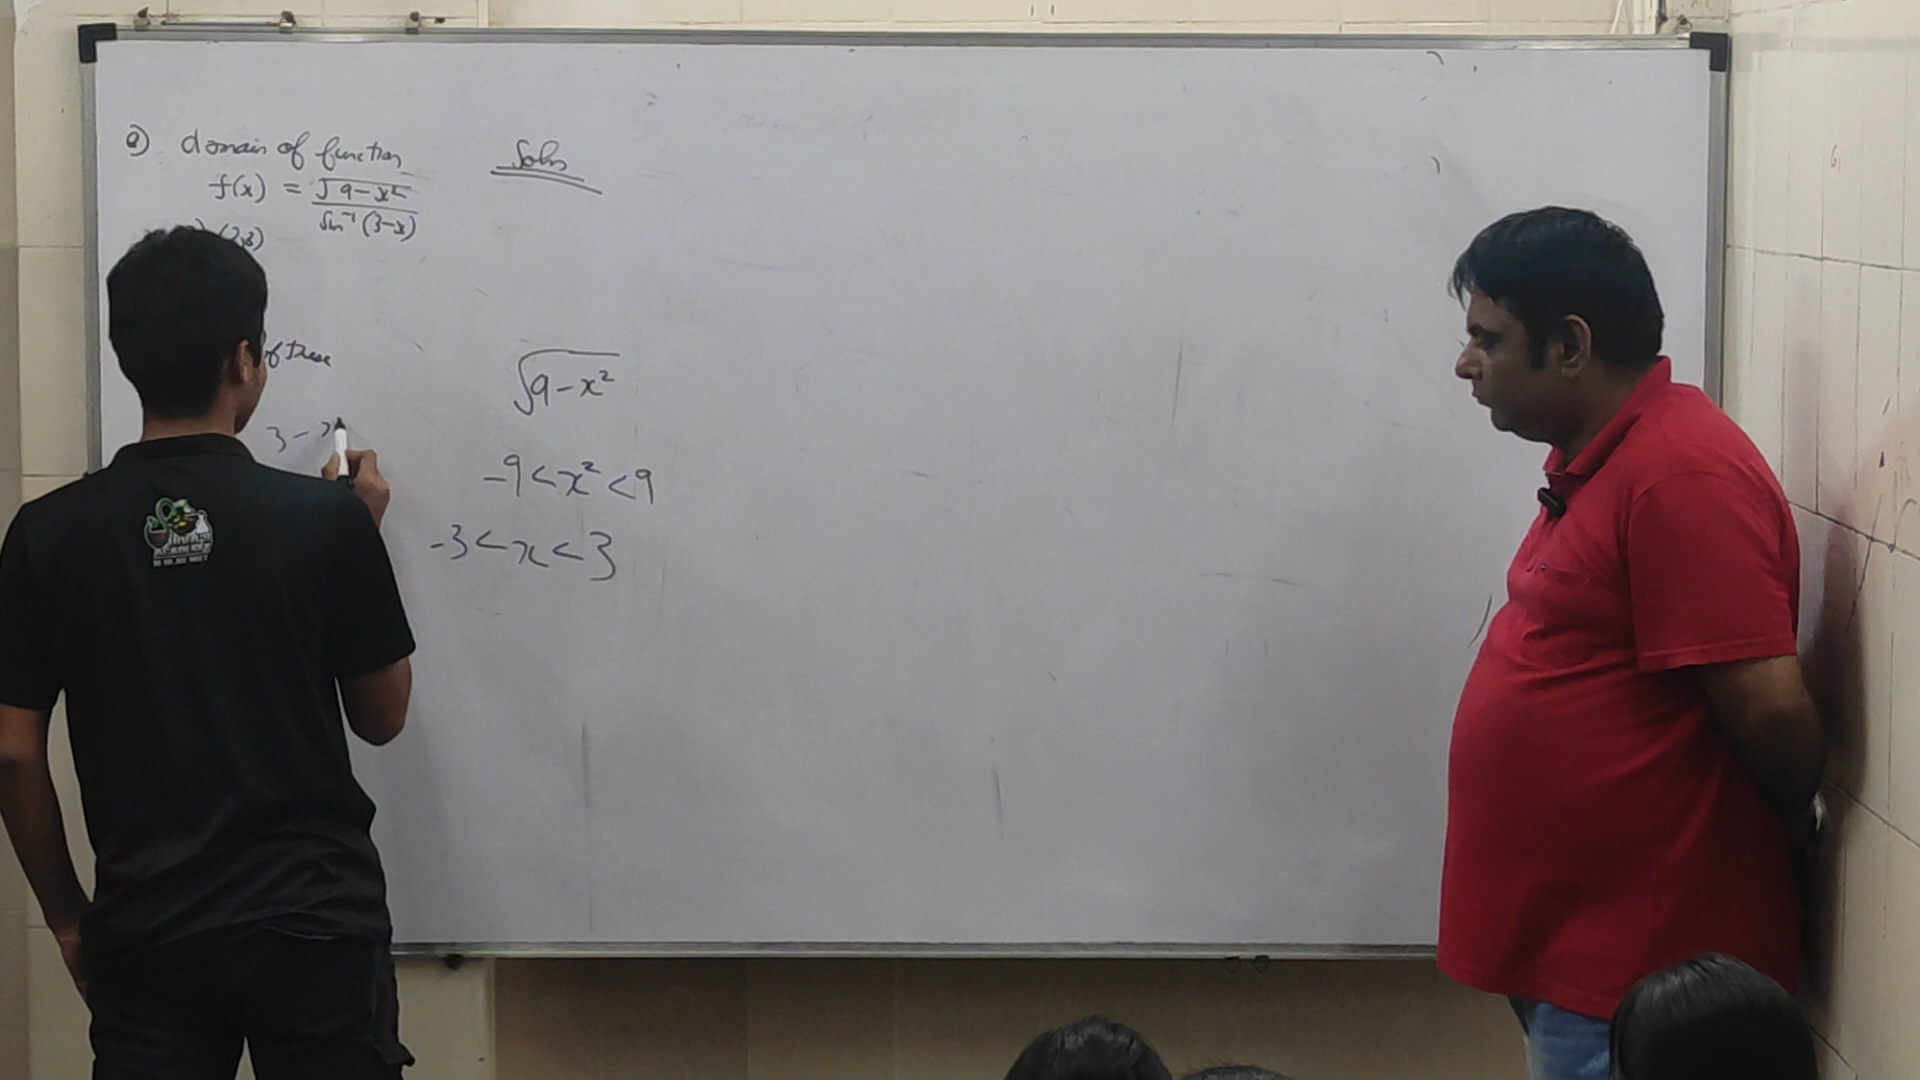 Q) domain of function
f(x) = √9-x² / Sin⁻¹(3-x)
(2,3)
of these
3-x
Soln
√9-x²
-9<x²<9
-3<x<3